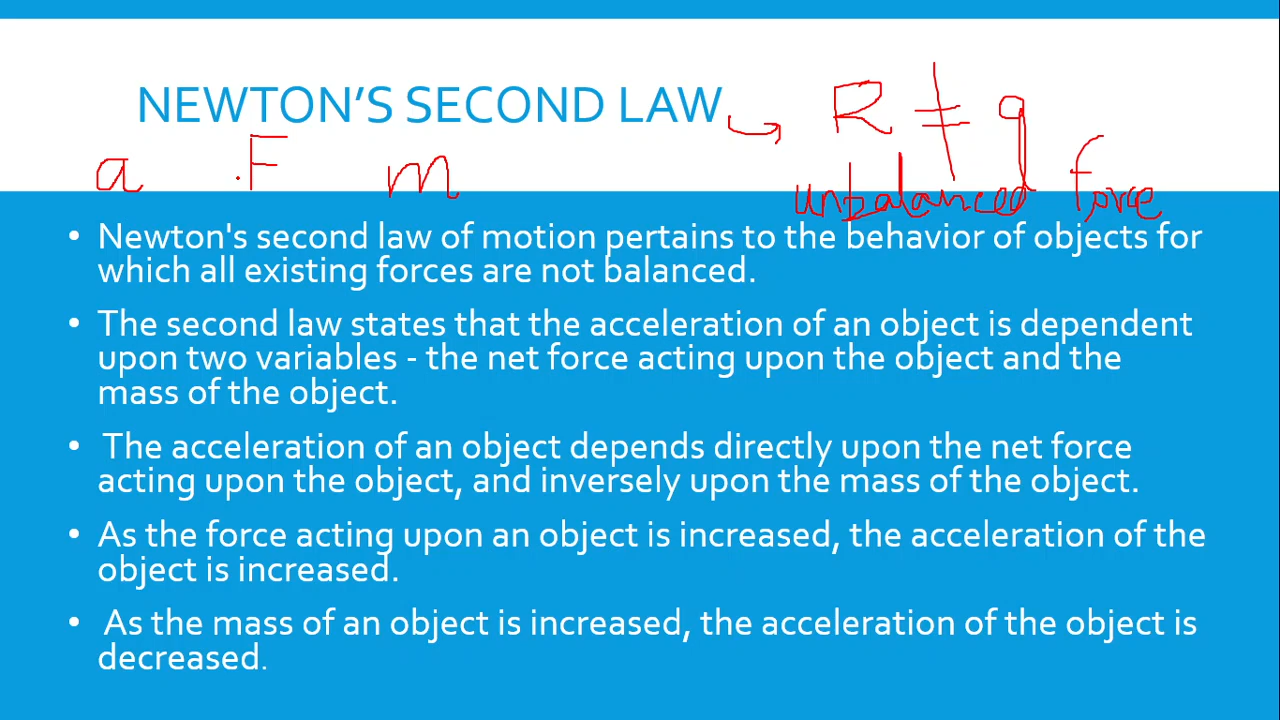 NEWTON'S SECOND LAW → R ≠ g
a F m
unbalanced force
• Newton's second law of motion pertains to the behavior of objects for
which all existing forces are not balanced.
• The second law states that the acceleration of an object is dependent
upon two variables - the net force acting upon the object and the
mass of the object.
• The acceleration of an object depends directly upon the net force
acting upon the object, and inversely upon the mass of the object.
• As the force acting upon an object is increased, the acceleration of the
object is increased.
• As the mass of an object is increased, the acceleration of the object is
decreased.